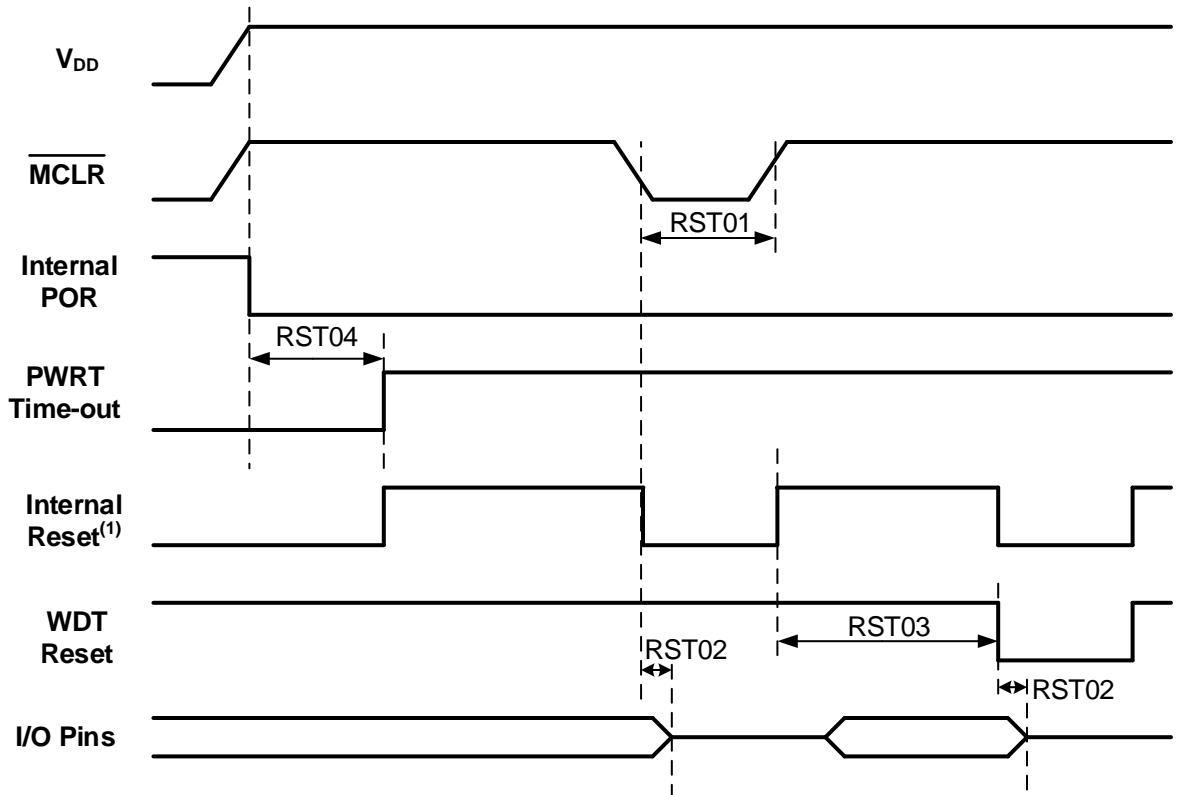 VDD
MCLR
RST01
Internal
POR
RST04
PWRT
Time-out
Internal
Reset(1)
WDT
Reset
RST03
RST02
RST02
I/O Pins